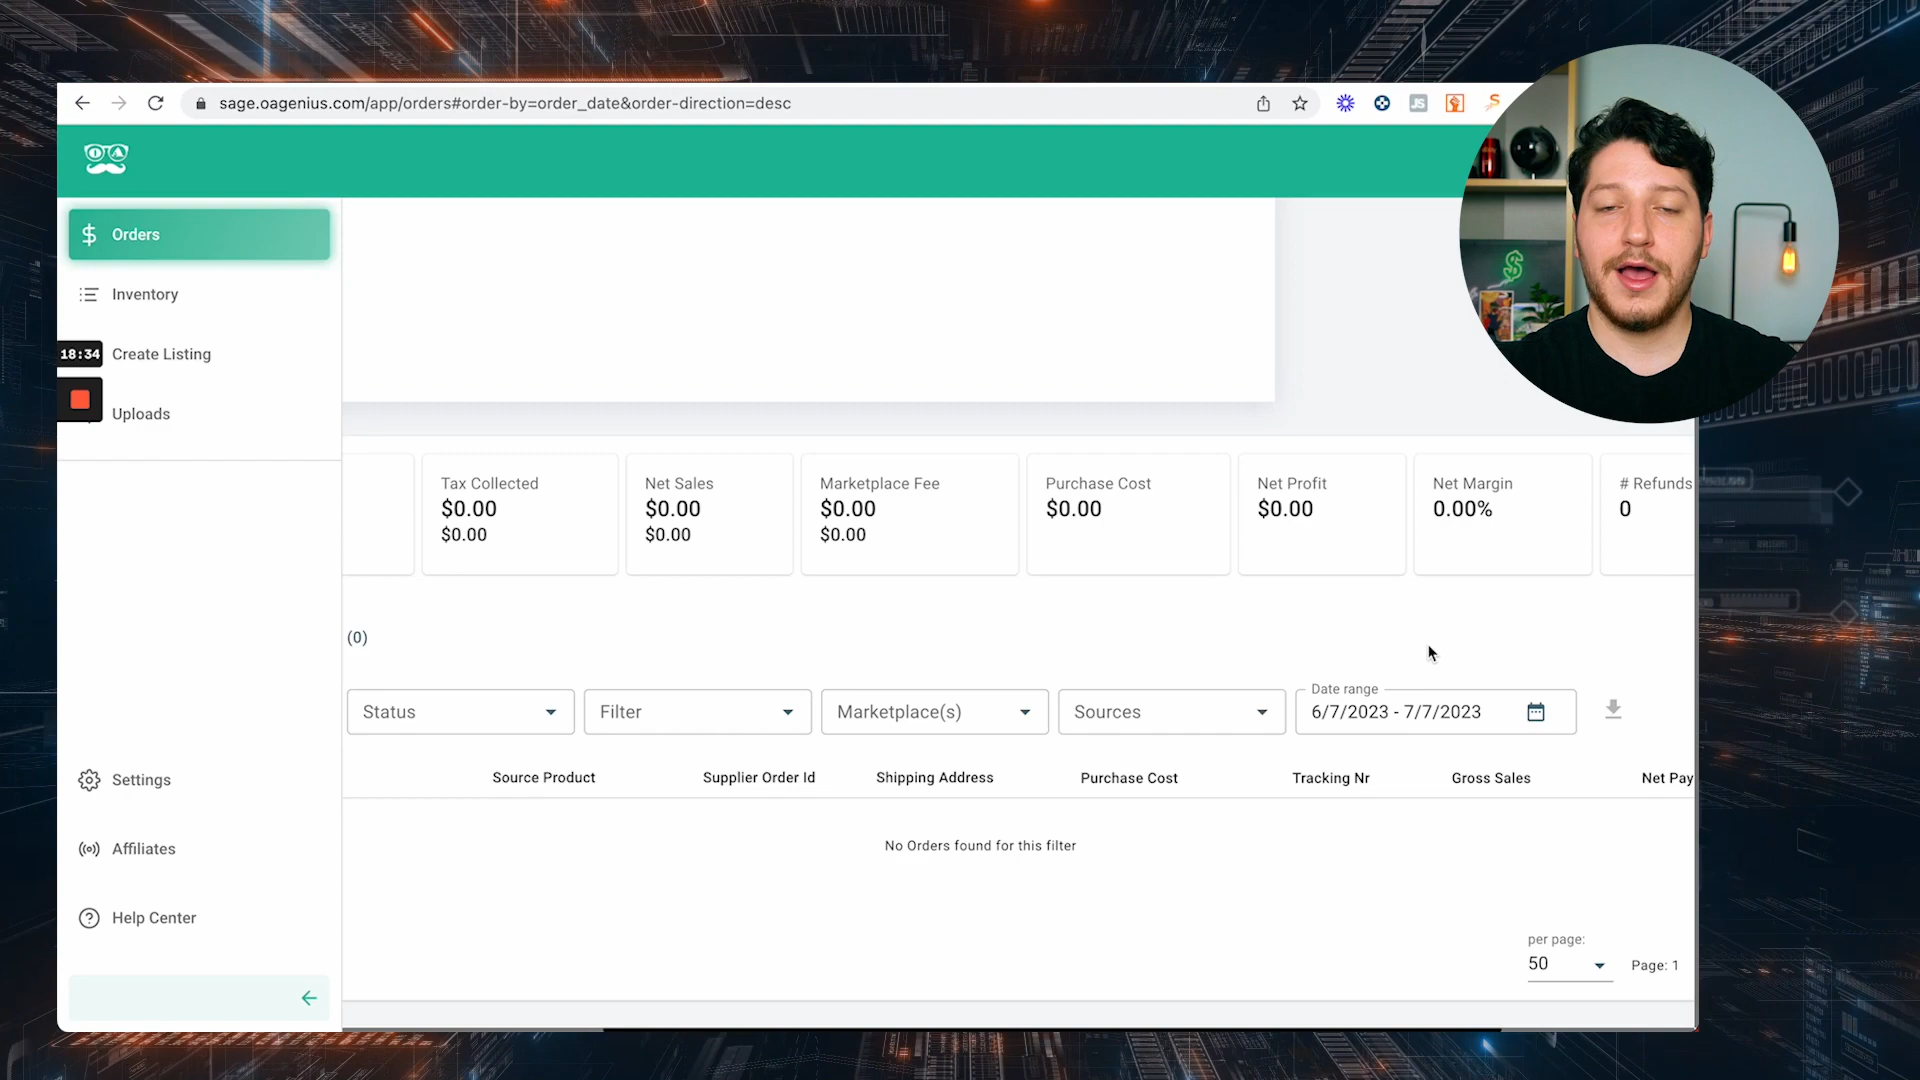 sage.oagenius.com/app/orders#order-by=order_date&order-direction=desc
JS
OA
Orders
Inventory
18:34
Create Listing
Uploads
Tax Collected
$0.00
$0.00
Net Sales
$0.00
$0.00
Marketplace Fee
$0.00
$0.00
Purchase Cost
$0.00
Net Profit
$0.00
Net Margin
0.00%
# Refunds
0
(0)
Status
Filter
Marketplace(s)
Sources
Date range
6/7/2023 - 7/7/2023
Source Product
Supplier Order Id
Shipping Address
Purchase Cost
Tracking Nr
Gross Sales
Net Pay
No Orders found for this filter
Settings
Affiliates
Help Center
per page:
50
Page: 1